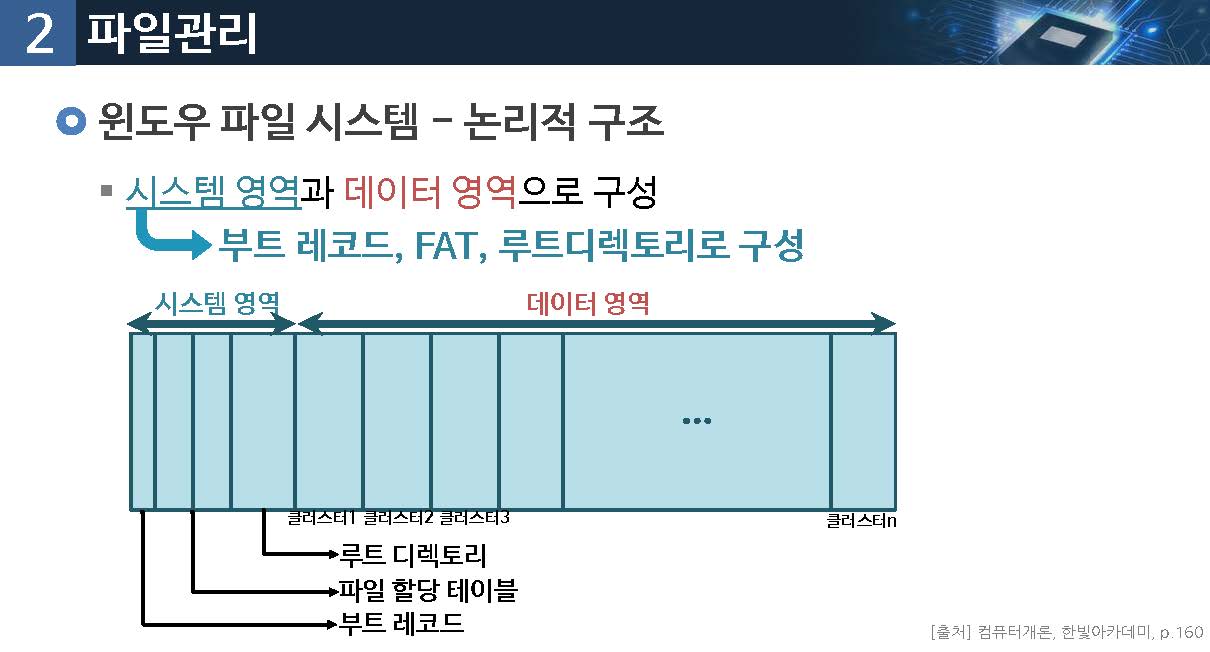 2 파일관리
윈도우 파일 시스템 – 논리적 구조
시스템 영역과 데이터 영역으로 구성
부트 레코드, FAT, 루트디렉토리로 구성
시스템 영역 데이터 영역
...
클러스터1 클러스터2 클러스터3 클러스터n
루트 디렉토리
파일 할당 테이블
부트 레코드
[출처] 컴퓨터개론, 한빛아카데미, p.160